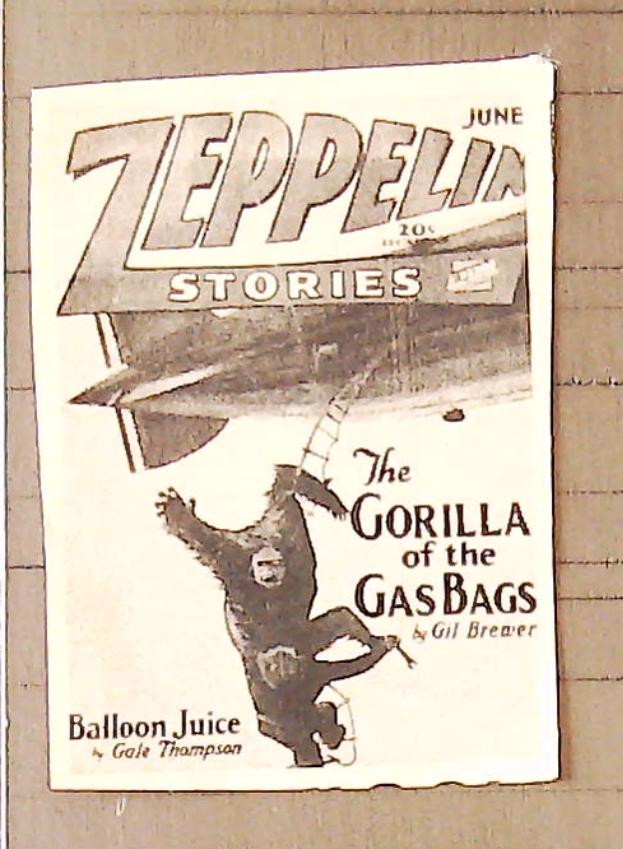 JUNE
ZEPPELIN
20¢
STORIES
The
GORILLA
of the
GAS BAGS
by Gil Brewer
Balloon Juice
by Gale Thompson